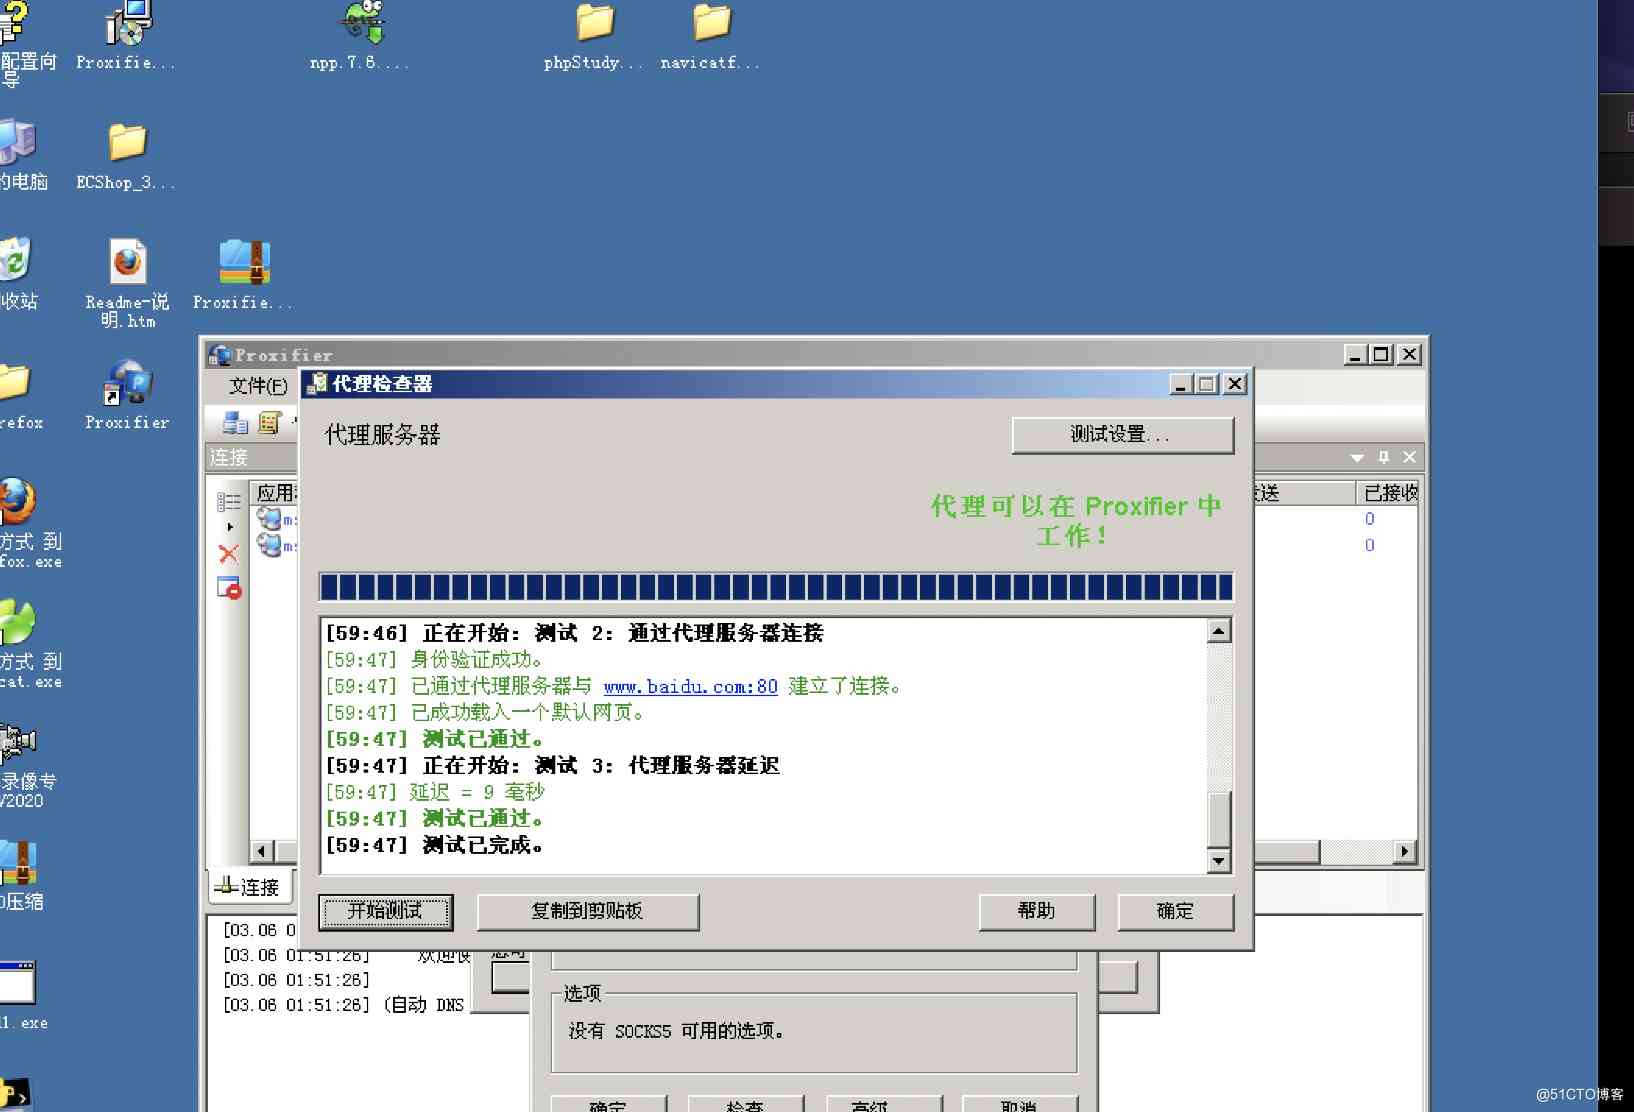 配置向
导
Proxifie...
npp.7.8....
phpStudy...
navicatf...
的电脑
ECShop_3...
收站
Readme-说
明.htm
Proxifie...
refox
Proxifier
方式 到
fox.exe
方式 到
cat.exe
录像专
V2020
压缩
l.exe
Proxifier
文件(F)
连接
应用
发送
已接收
0
0
代理检查器
代理服务器
测试设置...
代理可以在 Proxifier 中
工作!
[59:46] 正在开始: 测试 2: 通过代理服务器连接
[59:47] 身份验证成功。
[59:47] 已通过代理服务器与 www.baidu.com:80 建立了连接。
[59:47] 已成功载入一个默认网页。
[59:47] 测试已通过。
[59:47] 正在开始: 测试 3: 代理服务器延迟
[59:47] 延迟 = 9 毫秒
[59:47] 测试已通过。
[59:47] 测试已完成。
开始测试
复制到剪贴板
帮助
确定
连接
[03.06 0
[03.06 01:51:26] 欢迎使
[03.06 01:51:26]
[03.06 01:51:26] (自动 DNS
选项
没有 SOCKS5 可用的选项。
确定
检查
高级
取消
@51CTO博客